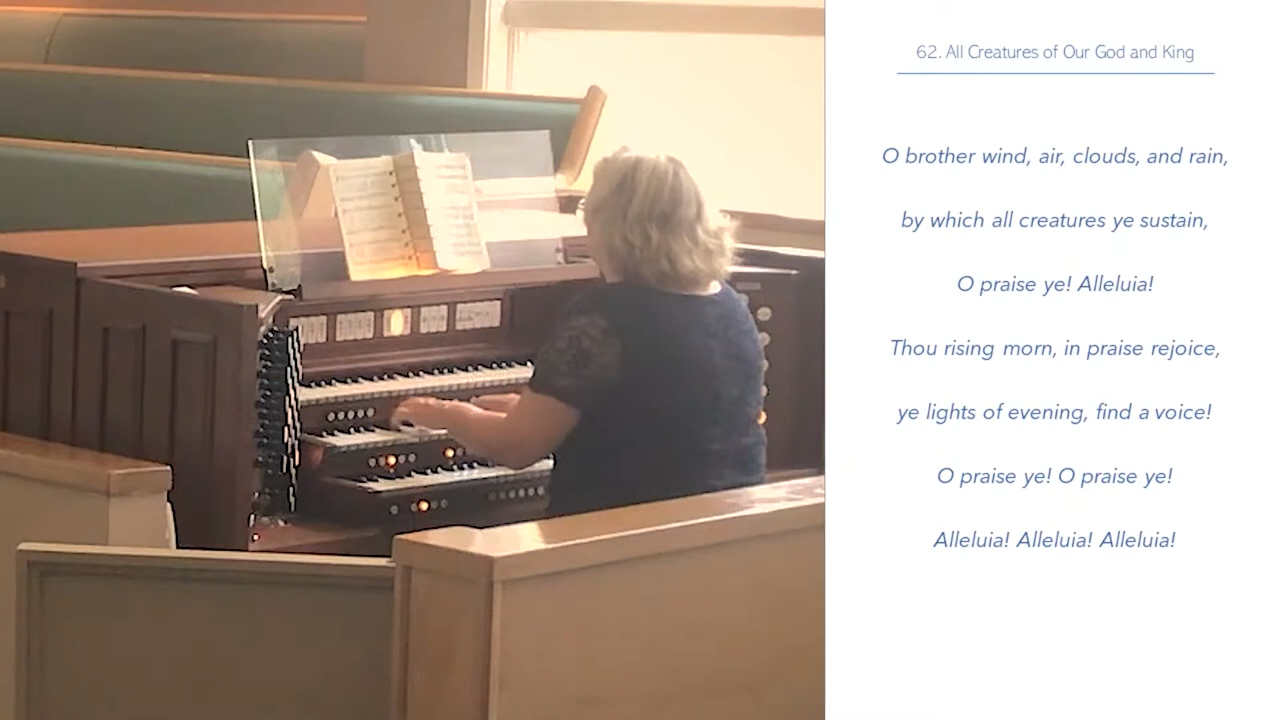 62. All Creatures of Our God and King
O brother wind, air, clouds, and rain,
by which all creatures ye sustain,
O praise ye! Alleluia!
Thou rising morn, in praise rejoice,
ye lights of evening, find a voice!
O praise ye! O praise ye!
Alleluia! Alleluia! Alleluia!